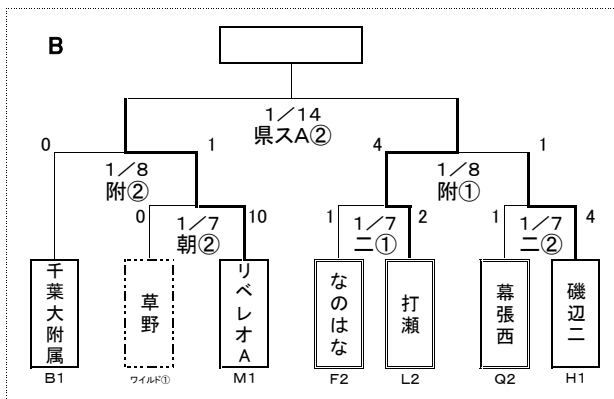 B
1/14
県スA②
0
1
4
1
1/8
附②
1/8
附①
0
10
1
2
1
4
1/7
朝②
1/7
二①
1/7
二②
千葉大附属
草野
リベレオA
なのはな
打瀬
幕張西
磯辺二
B1
ワイルド①
M1
F2
L2
Q2
H1